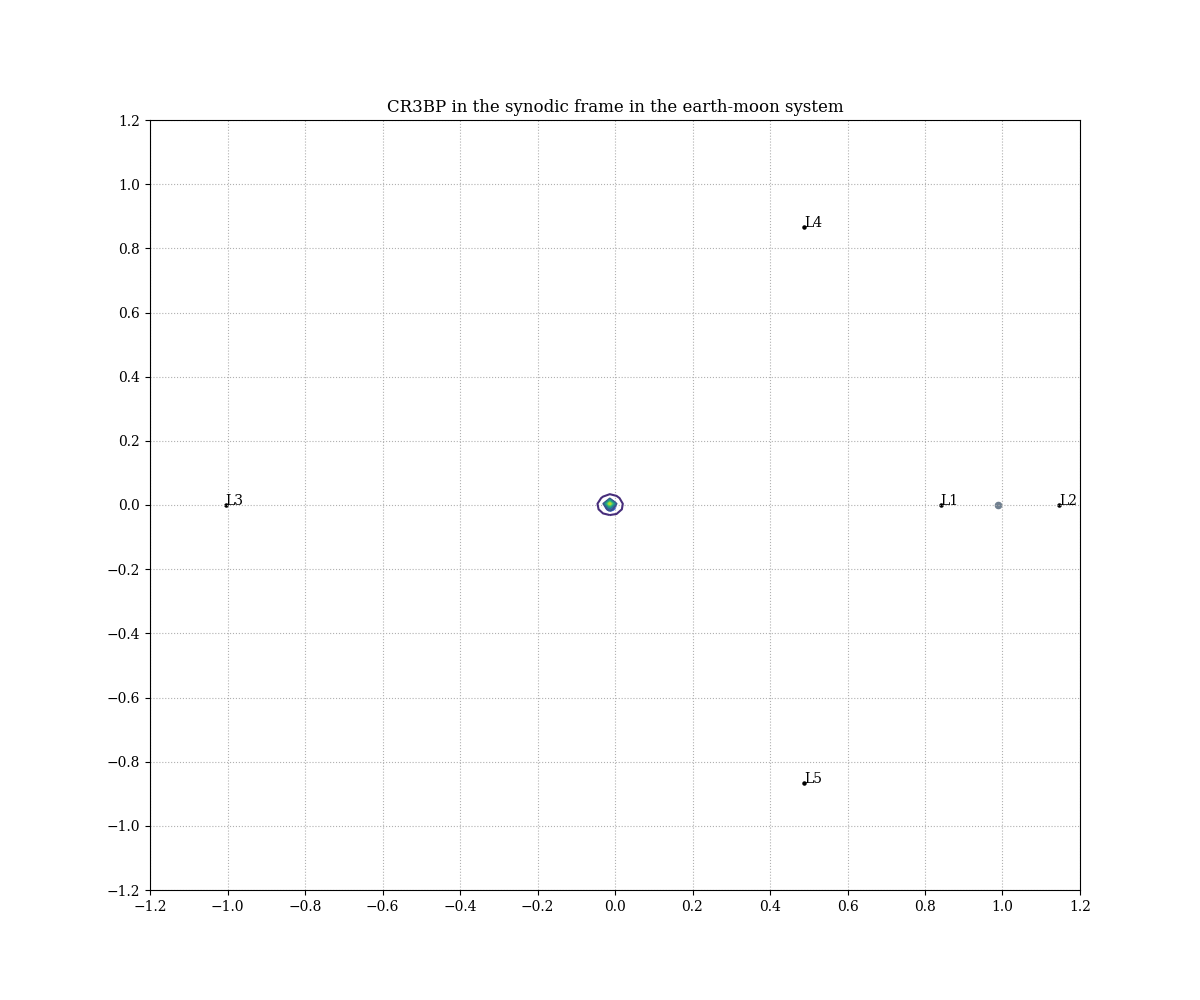 CR3BP in the synodic frame in the earth-moon system
1.2
1.0
L4
0.8
0.6
0.4
0.2
0.0
L3
L1
L2
−0.2
−0.4
−0.6
−0.8
L5
−1.0
−1.2
−1.2 −1.0 −0.8 −0.6 −0.4 −0.2 0.0 0.2 0.4 0.6 0.8 1.0 1.2